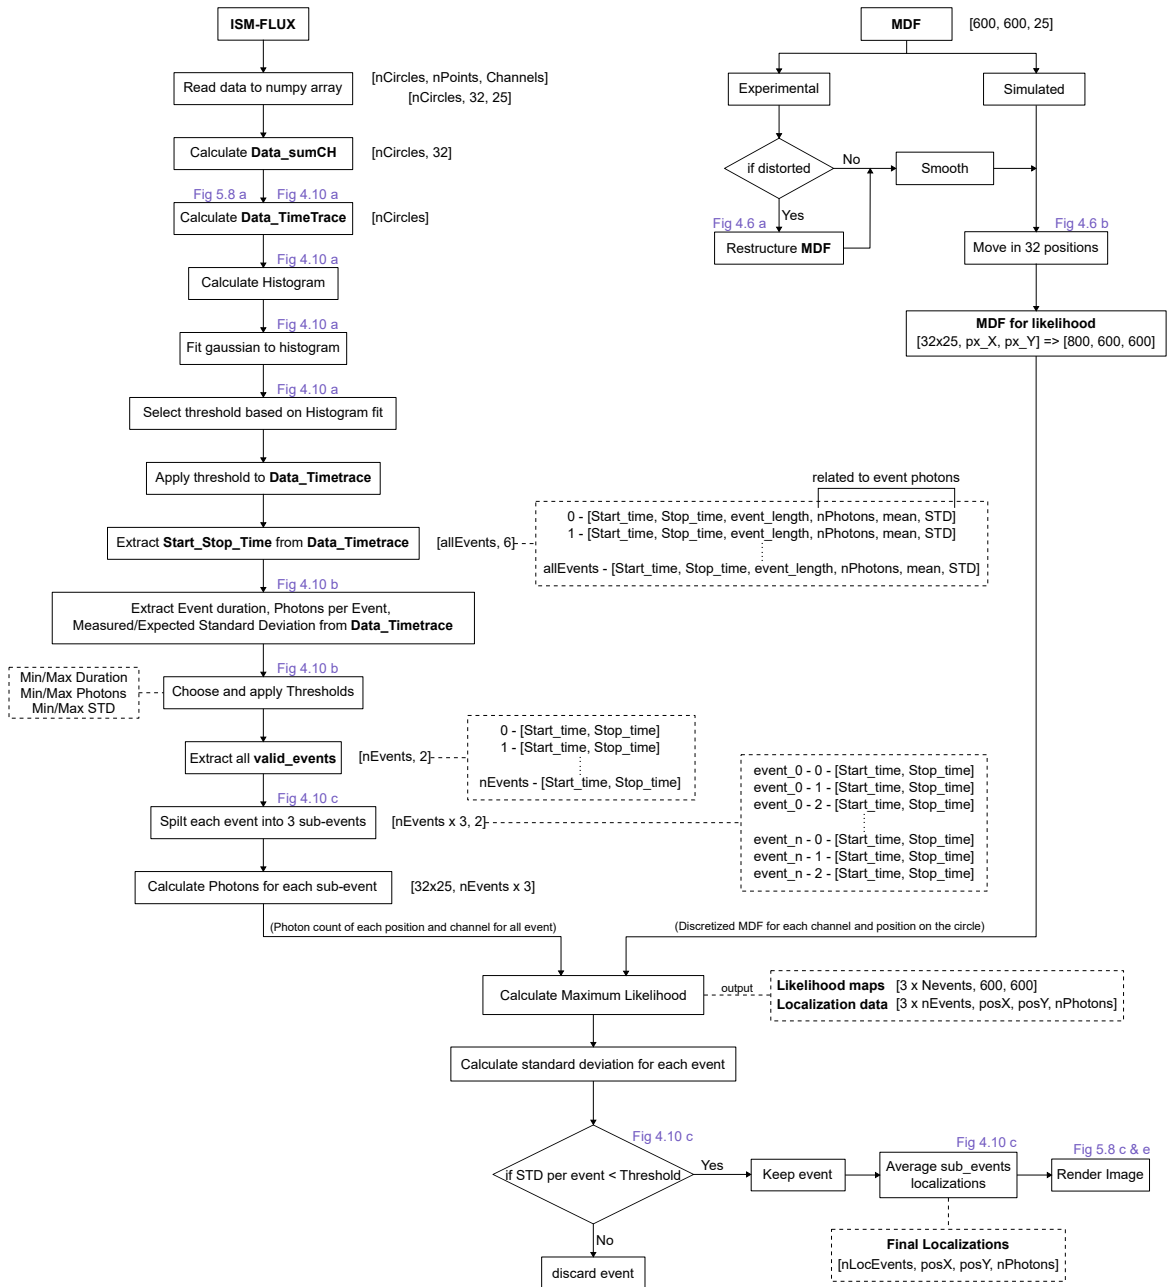 ISM-FLUX
MDF
[600, 600, 25]
Read data to numpy array
[nCircles, nPoints, Channels]
[nCircles, 32, 25]
Experimental
Simulated
Calculate Data_sumCH
[nCircles, 32]
if distorted
No
Smooth
Fig 5.8 a
Fig 4.10 a
Calculate Data_TimeTrace
[nCircles]
Yes
Fig 4.6 a
Restructure MDF
Fig 4.6 b
Move in 32 positions
Fig 4.10 a
Calculate Histogram
MDF for likelihood
[32x25, px_X, px_Y] => [800, 600, 600]
Fig 4.10 a
Fit gaussian to histogram
Fig 4.10 a
Select threshold based on Histogram fit
Apply threshold to Data_Timetrace
related to event photons
Extract Start_Stop_Time from Data_Timetrace
[allEvents, 6]
0 - [Start_time, Stop_time, event_length, nPhotons, mean, STD]
1 - [Start_time, Stop_time, event_length, nPhotons, mean, STD]
allEvents - [Start_time, Stop_time, event_length, nPhotons, mean, STD]
Fig 4.10 b
Extract Event duration, Photons per Event,
Measured/Expected Standard Deviation from Data_Timetrace
Fig 4.10 b
Min/Max Duration
Min/Max Photons
Min/Max STD
Choose and apply Thresholds
Extract all valid_events
[nEvents, 2]
0 - [Start_time, Stop_time]
1 - [Start_time, Stop_time]
nEvents - [Start_time, Stop_time]
Fig 4.10 c
Spilt each event into 3 sub-events
[nEvents x 3, 2]
event_0 - 0 - [Start_time, Stop_time]
event_0 - 1 - [Start_time, Stop_time]
event_0 - 2 - [Start_time, Stop_time]
event_n - 0 - [Start_time, Stop_time]
event_n - 1 - [Start_time, Stop_time]
event_n - 2 - [Start_time, Stop_time]
Calculate Photons for each sub-event
[32x25, nEvents x 3]
(Photon count of each position and channel for all event)
(Discretized MDF for each channel and position on the circle)
Calculate Maximum Likelihood
output
Likelihood maps [3 x Nevents, 600, 600]
Localization data [3 x nEvents, posX, posY, nPhotons]
Calculate standard deviation for each event
Fig 4.10 c
if STD per event < Threshold
Yes
Keep event
Fig 4.10 c
Average sub_events
localizations
Fig 5.8 c & e
Render Image
No
discard event
Final Localizations
[nLocEvents, posX, posY, nPhotons]